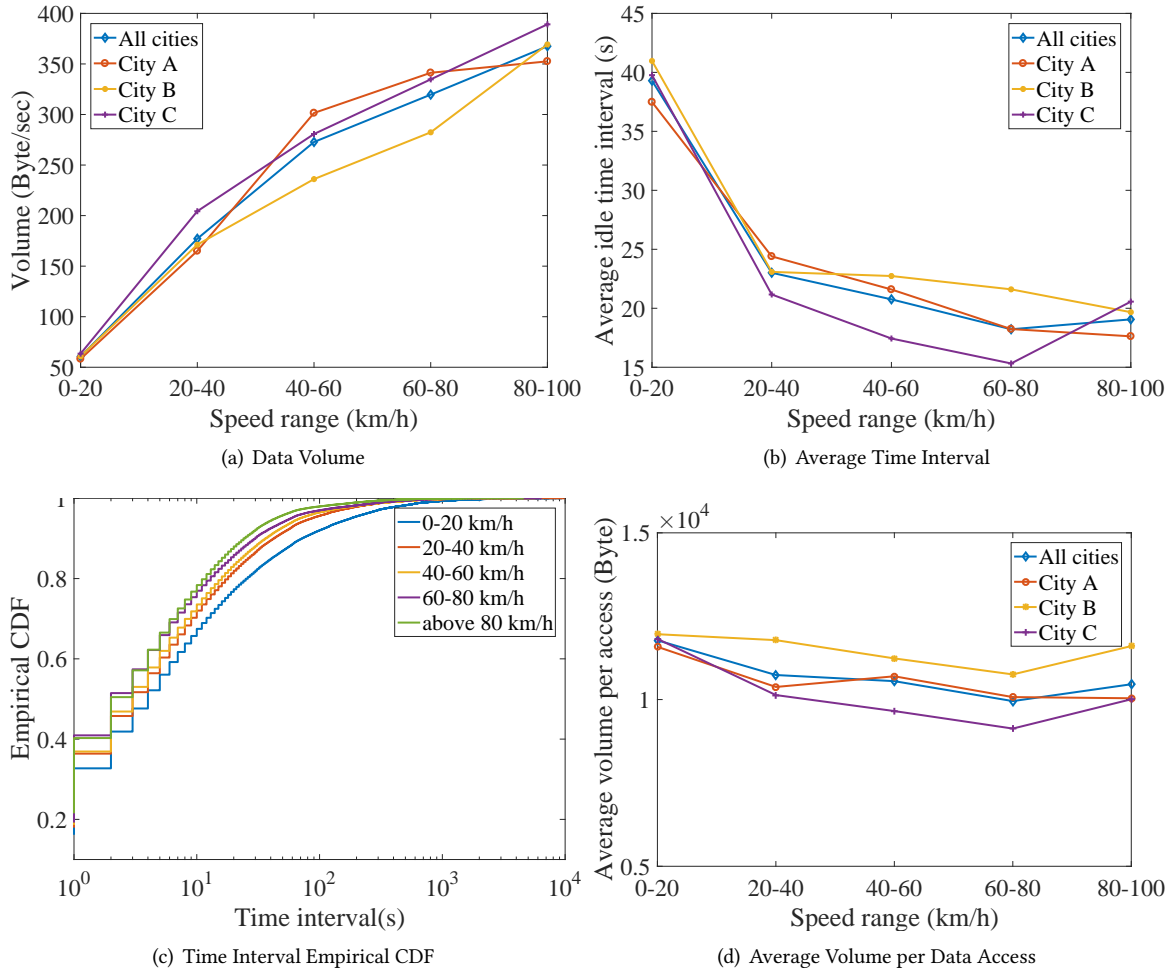 400
350
300
250
200
150
100
50
Volume (Byte/sec)
All cities
City A
City B
City C
0-20 20-40 40-60 60-80 80-100
Speed range (km/h)
(a) Data Volume
45
40
35
30
25
20
15
Average idle time interval (s)
All cities
City A
City B
City C
0-20 20-40 40-60 60-80 80-100
Speed range (km/h)
(b) Average Time Interval
1
0.8
0.6
0.4
0.2
Empirical CDF
0-20 km/h
20-40 km/h
40-60 km/h
60-80 km/h
above 80 km/h
10^0 10^1 10^2 10^3 10^4
Time interval(s)
(c) Time Interval Empirical CDF
×10^4
1.5
1.0
0.5
Average volume per access (Byte)
All cities
City A
City B
City C
0-20 20-40 40-60 60-80 80-100
Speed range (km/h)
(d) Average Volume per Data Access